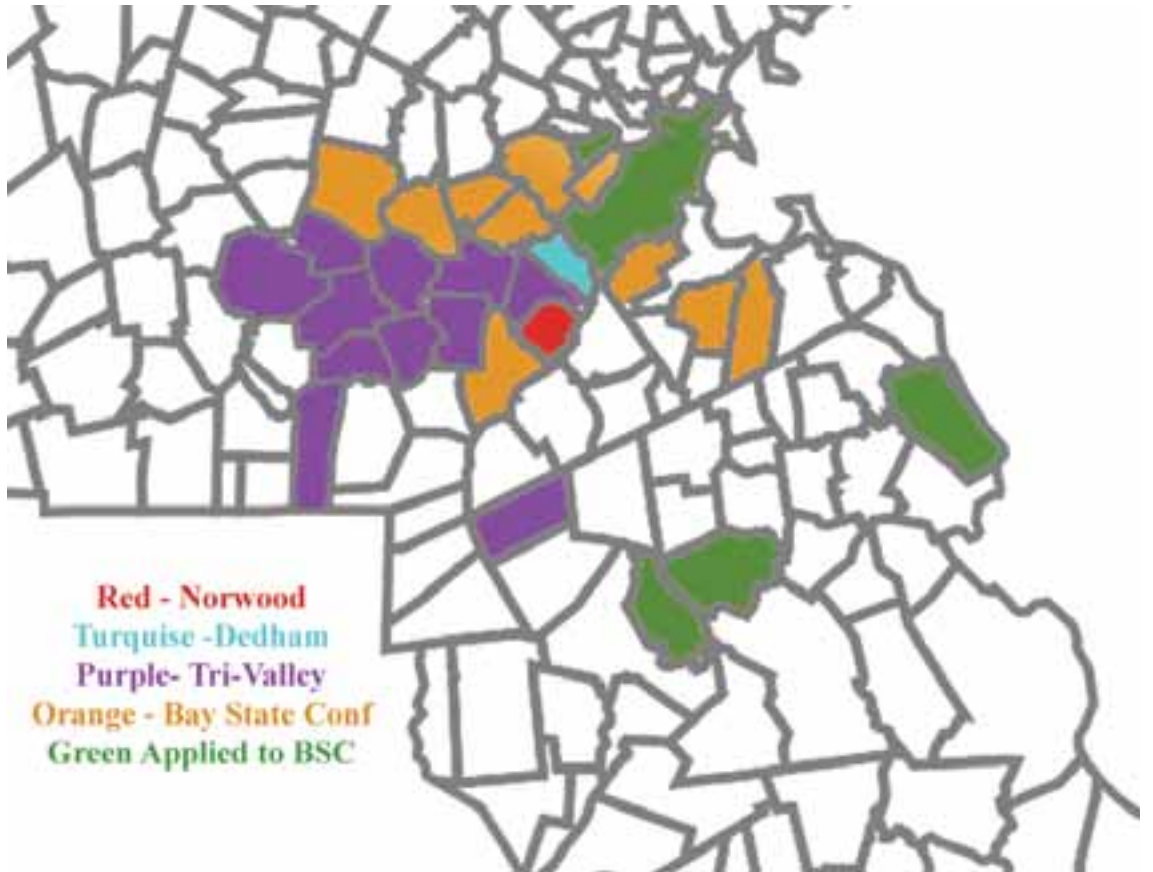 Red - Norwood
Turquise -Dedham
Purple- Tri-Valley
Orange - Bay State Conf
Green Applied to BSC